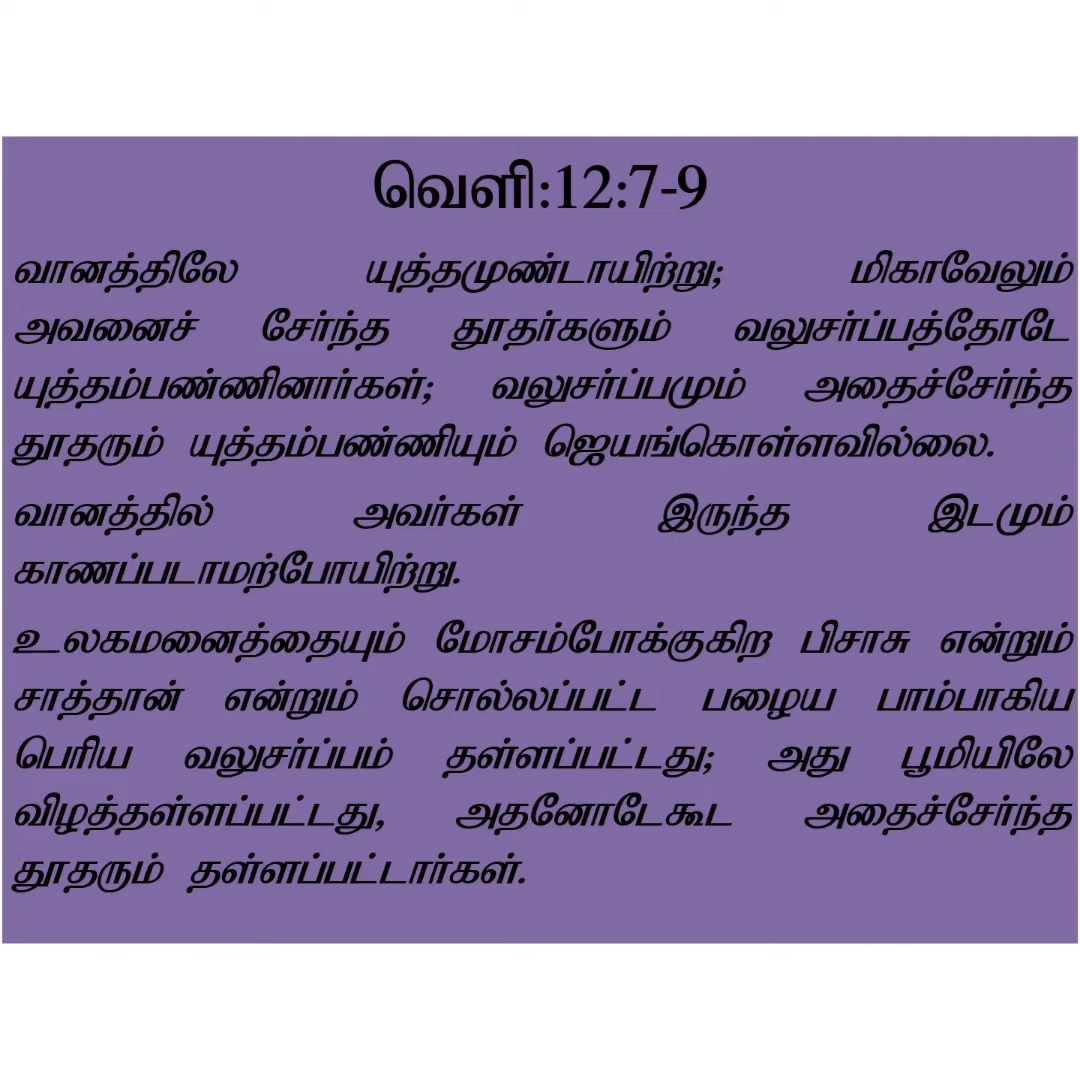 வெளி:12:7-9
வானத்திலே யுத்தமுண்டாயிற்று; மிகாவேலும்
அவனைச் சேர்ந்த தூதர்களும் வலுசர்ப்பத்தோடே
யுத்தம்பண்ணினார்கள்; வலுசர்ப்பமும் அதைச்சேர்ந்த
தூதரும் யுத்தம்பண்ணியும் ஜெயங்கொள்ளவில்லை.
வானத்தில் அவர்கள் இருந்த இடமும்
காணப்படாமற்போயிற்று.
உலகமனைத்தையும் மோசம்போக்குகிற பிசாசு என்றும்
சாத்தான் என்றும் சொல்லப்பட்ட பழைய பாம்பாகிய
பெரிய வலுசர்ப்பம் தள்ளப்பட்டது; அது பூமியிலே
விழத்தள்ளப்பட்டது, அதனோடேகூட அதைச்சேர்ந்த
தூதரும் தள்ளப்பட்டார்கள்.